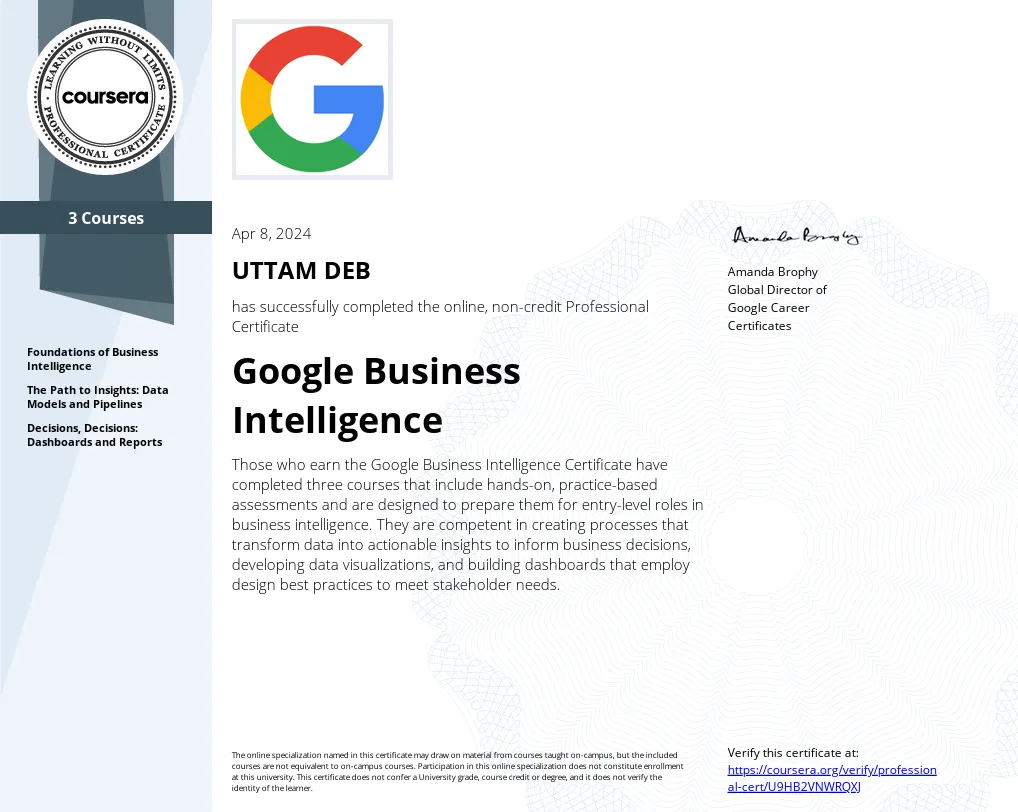 LEARNING WITHOUT LIMITS
coursera
PROFESSIONAL CERTIFICATE
3 Courses
Foundations of Business
Intelligence
The Path to Insights: Data
Models and Pipelines
Decisions, Decisions:
Dashboards and Reports
Apr 8, 2024
UTTAM DEB
has successfully completed the online, non-credit Professional
Certificate
Google Business
Intelligence
Those who earn the Google Business Intelligence Certificate have
completed three courses that include hands-on, practice-based
assessments and are designed to prepare them for entry-level roles in
business intelligence. They are competent in creating processes that
transform data into actionable insights to inform business decisions,
developing data visualizations, and building dashboards that employ
design best practices to meet stakeholder needs.
Amanda Brophy
Amanda Brophy
Global Director of
Google Career
Certificates
The online specialization named in this certificate may draw on material from courses taught on-campus, but the included
courses are not equivalent to on-campus courses. Participation in this online specialization does not constitute enrollment
at this university. This certificate does not confer a University grade, course credit or degree, and it does not verify the
identity of the learner.
Verify this certificate at:
https://coursera.org/verify/profession
al-cert/U9HB2VNWRQXJ